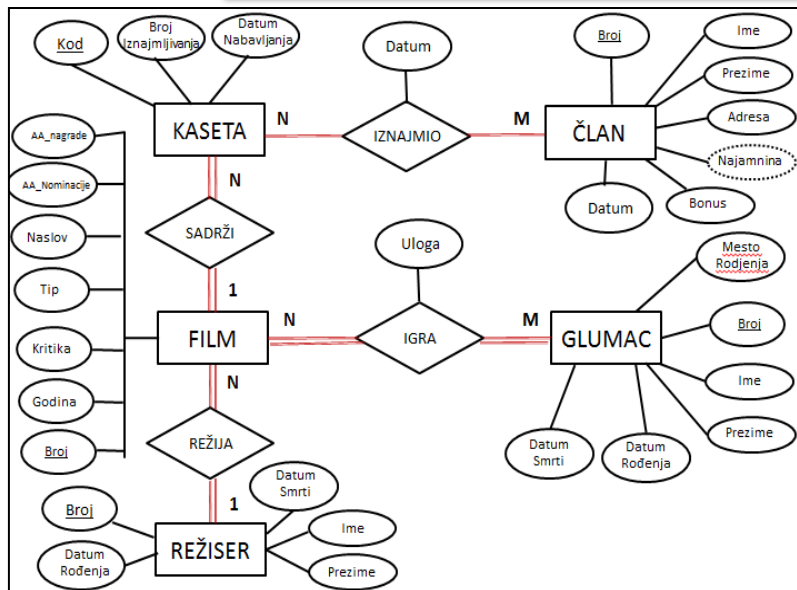 Kod
Broj
Iznajmljivanja
Datum
Nabavljanja
Datum
Broj
Ime
Prezime
Adresa
Najamnina
Bonus
Datum
KASETA
N
IZNAJMIO
M
ČLAN
AA_nagrade
AA_Nominacije
Naslov
Tip
Kritika
Godina
Broj
N
SADRŽI
1
Uloga
FILM
N
IGRA
M
GLUMAC
Mesto
Rodjenja
Broj
Ime
Prezime
Datum
Smrti
Datum
Rođenja
N
REŽIJA
1
Broj
Datum
Rođenja
REŽISER
Datum
Smrti
Ime
Prezime